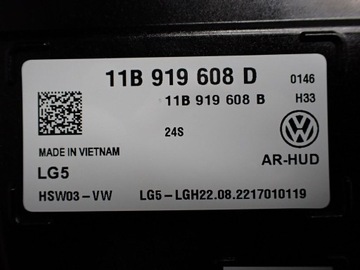 11B 919 608 D 0146
11B 919 608 B H33
24S
MADE IN VIETNAM
LG5 AR-HUD
HSW03-VW LG5-LGH22.08.2217010119